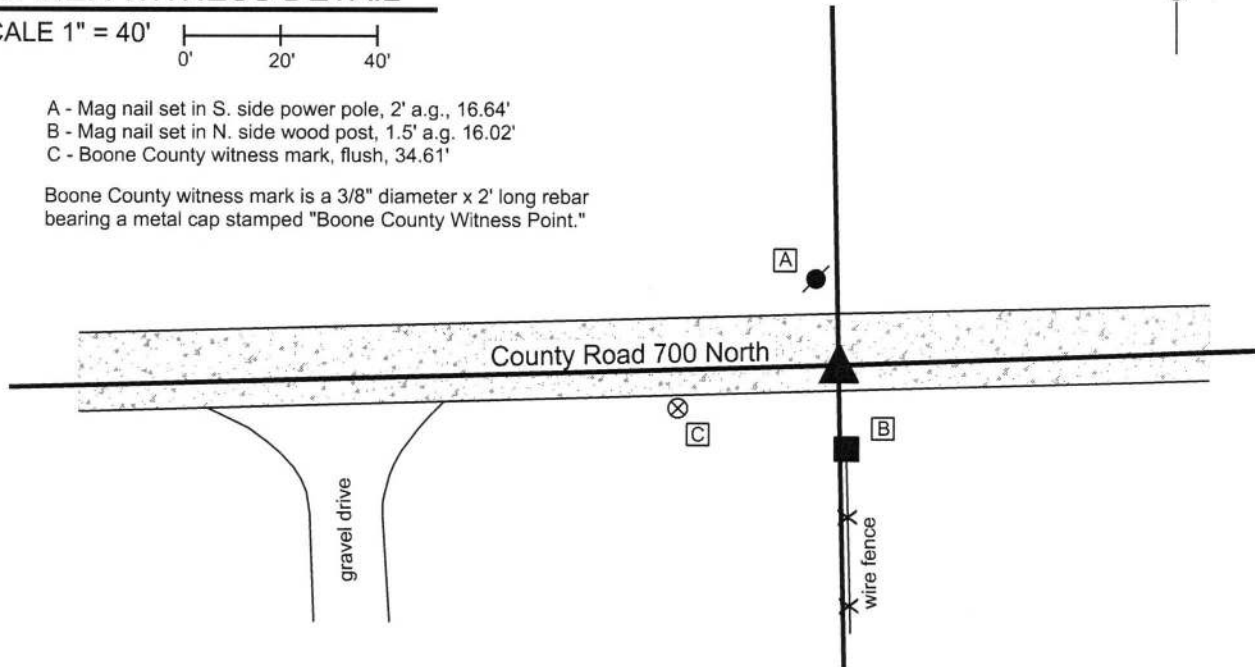 SCALE 1" = 40'
0' 20' 40'
A - Mag nail set in S. side power pole, 2' a.g., 16.64'
B - Mag nail set in N. side wood post, 1.5' a.g. 16.02'
C - Boone County witness mark, flush, 34.61'
Boone County witness mark is a 3/8" diameter x 2' long rebar
bearing a metal cap stamped "Boone County Witness Point."
A
County Road 700 North
C
B
gravel drive
wire fence